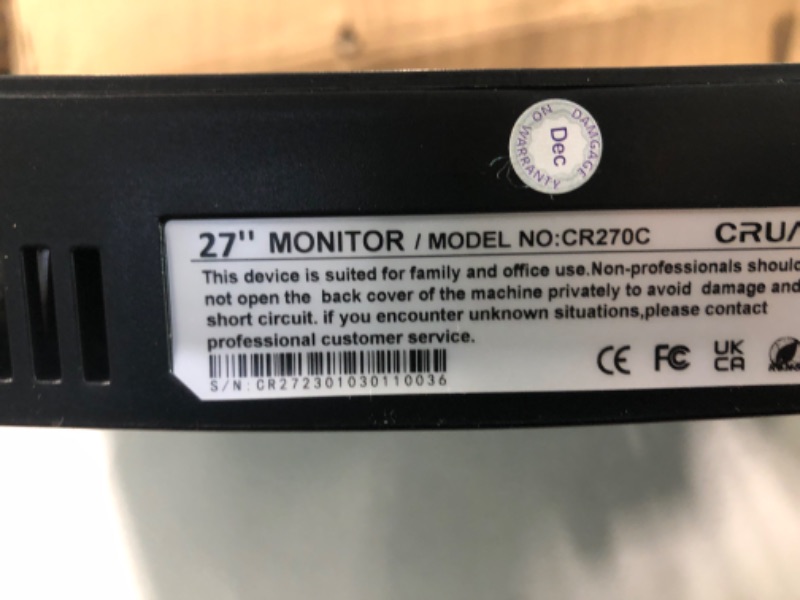 WARRANTY ON DAMGAGE
Dec
27" MONITOR / MODEL NO:CR270C
This device is suited for family and office use.Non-professionals
not open the back cover of the machine privately to avoid damage and
short circuit. if you encounter unknown situations,please contact
professional customer service.
S/N:CR272301030110036
CE FC UK
CA